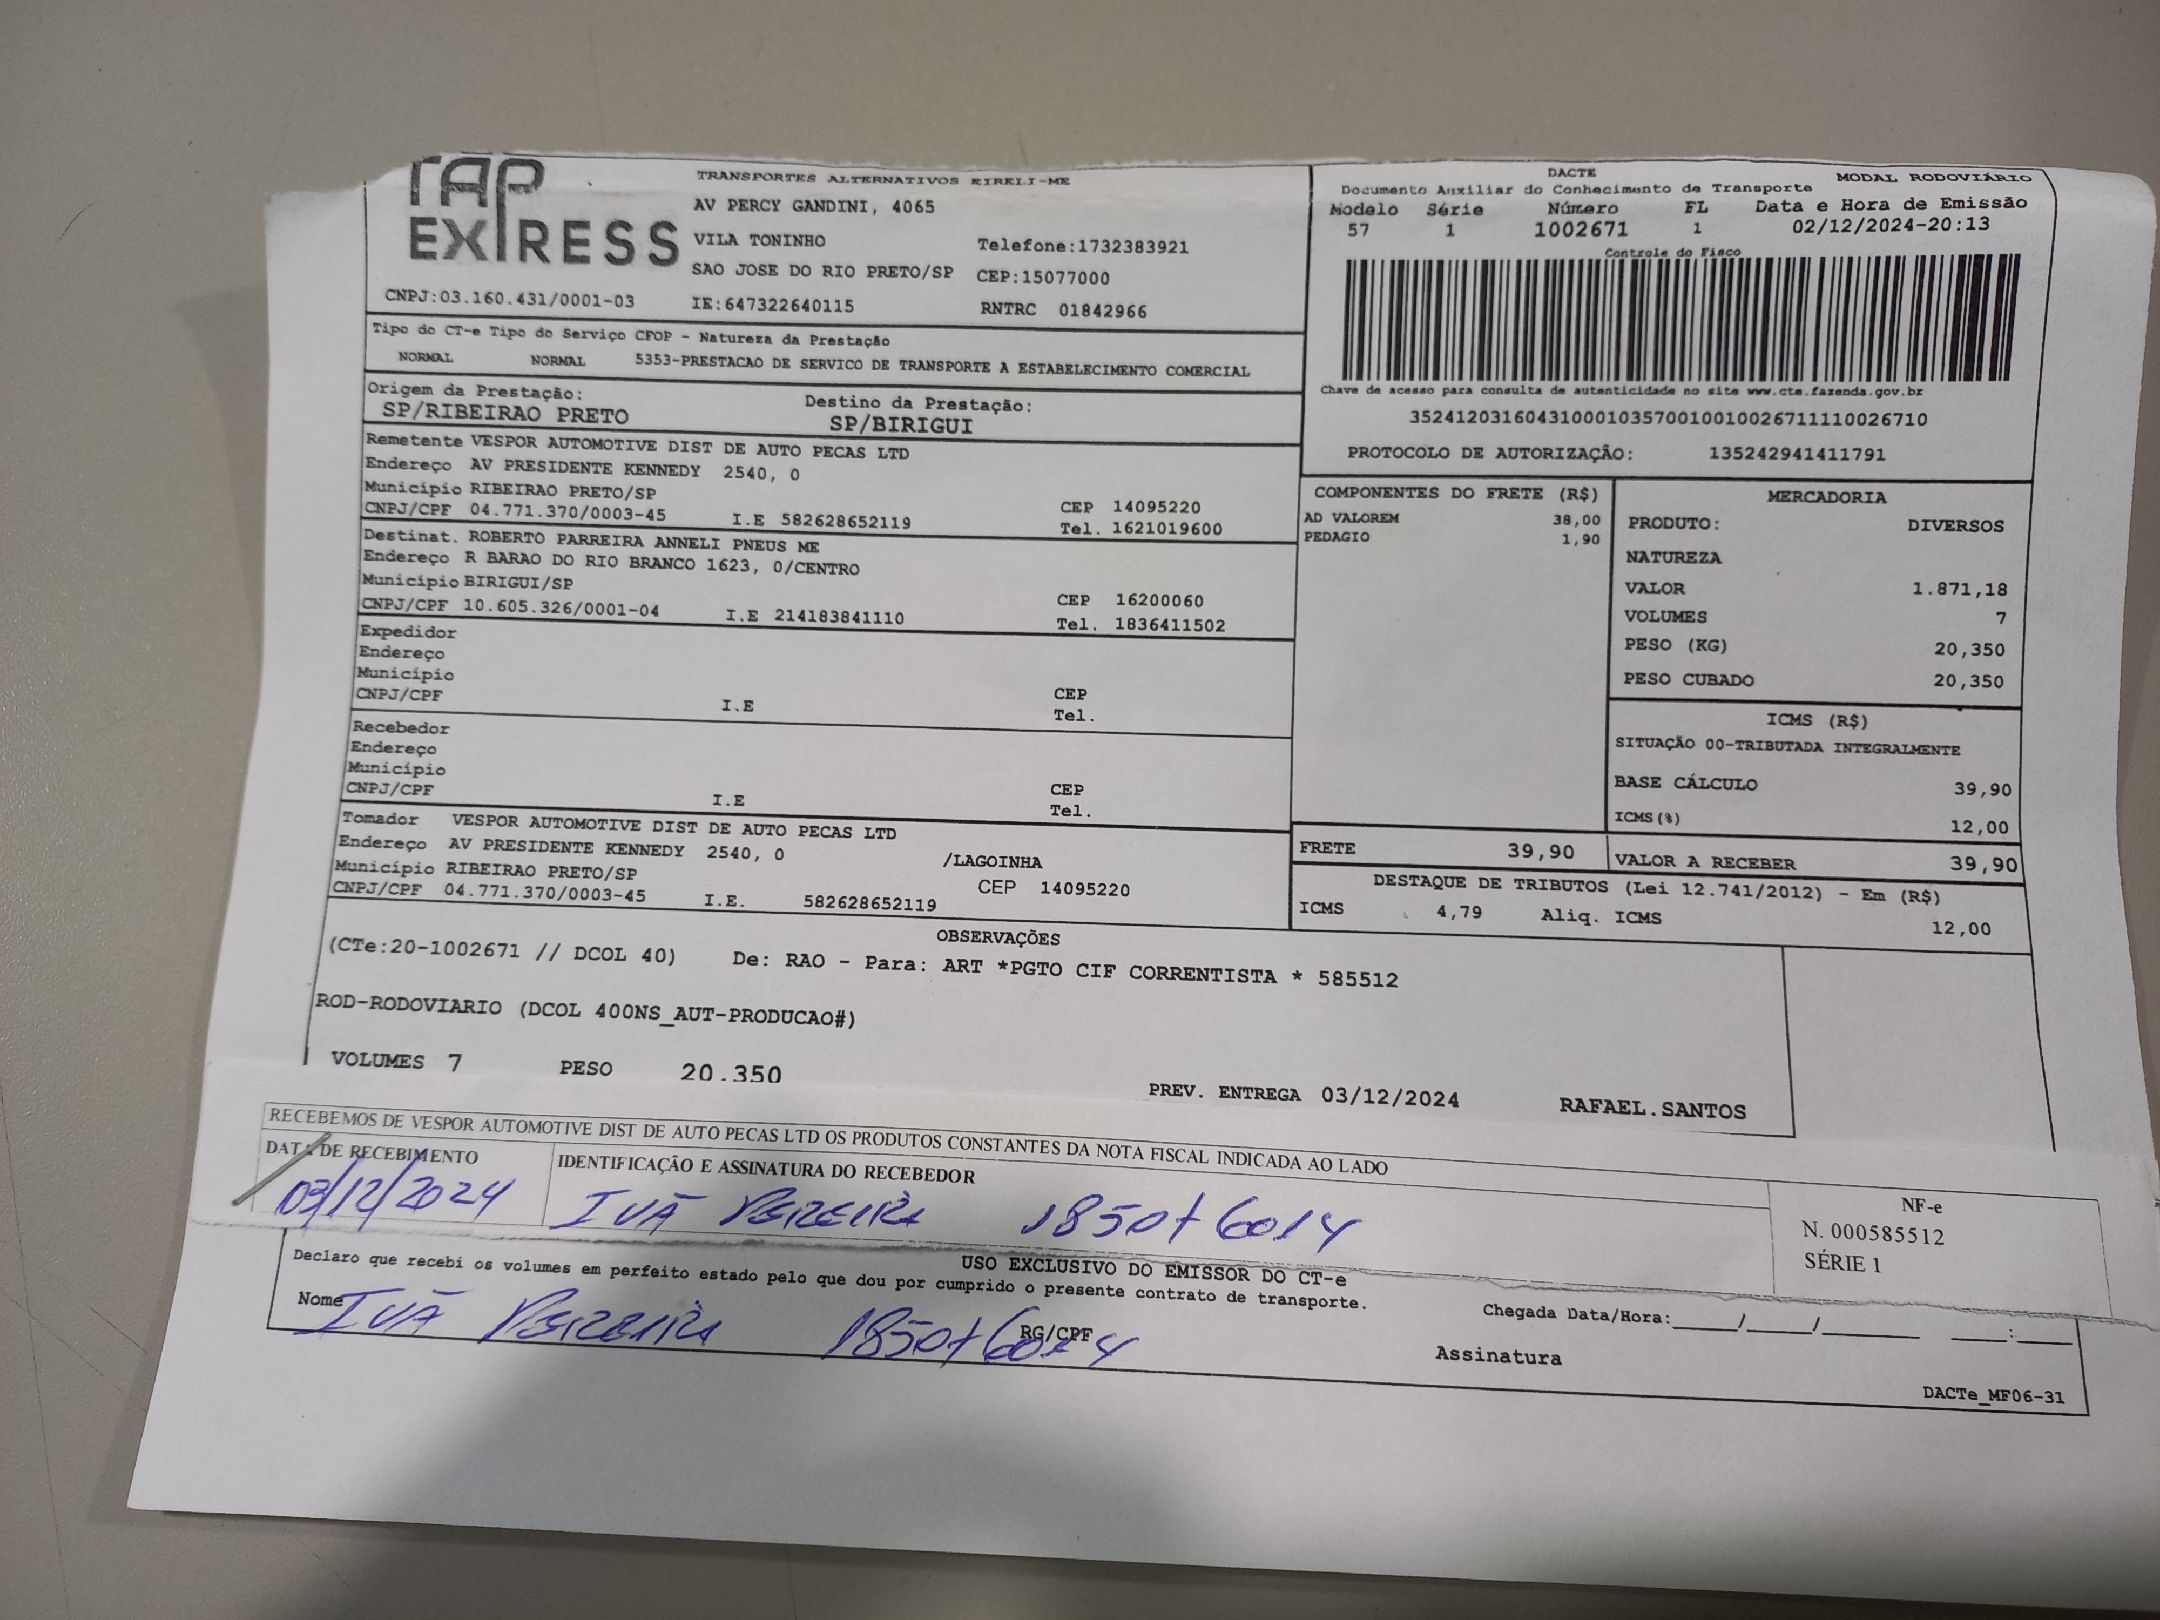 TAP
EXPRESS
TRANSPORTES ALTERNATIVOS EIRELI-ME
AV PERCY GANDINI, 4065
VILA TONINHO Telefone:1732383921
SAO JOSE DO RIO PRETO/SP CEP:15077000
CNPJ:03.160.431/0001-03 IE:647322640115 RNTRC 01842966
DACTE MODAL RODOVIÁRIO
Documento Auxiliar do Conhecimento de Transporte
Modelo Série Número FL Data e Hora de Emissão
57 1 1002671 1 02/12/2024-20:13
Controle do Fisco
Chave de acesso para consulta de autenticidade no site www.cte.fazenda.gov.br
35241203160431000103570010010026711110026710
PROTOCOLO DE AUTORIZAÇÃO: 135242941411791
Tipo do CT-e Tipo do Serviço CFOP - Natureza da Prestação
NORMAL NORMAL 5353-PRESTACAO DE SERVICO DE TRANSPORTE A ESTABELECIMENTO COMERCIAL
Origem da Prestação: Destino da Prestação:
SP/RIBEIRAO PRETO SP/BIRIGUI
Remetente VESPOR AUTOMOTIVE DIST DE AUTO PECAS LTD
Endereço AV PRESIDENTE KENNEDY 2540, 0
Município RIBEIRAO PRETO/SP CEP 14095220
CNPJ/CPF 04.771.370/0003-45 I.E 582628652119 Tel. 1621019600
Destinat. ROBERTO PARREIRA ANNELI PNEUS ME
Endereço R BARAO DO RIO BRANCO 1623, 0/CENTRO
Município BIRIGUI/SP CEP 16200060
CNPJ/CPF 10.605.326/0001-04 I.E 214183841110 Tel. 1836411502
Expedidor
Endereço
Município CEP
CNPJ/CPF I.E Tel.
Recebedor
Endereço
Município CEP
CNPJ/CPF I.E Tel.
Tomador VESPOR AUTOMOTIVE DIST DE AUTO PECAS LTD
Endereço AV PRESIDENTE KENNEDY 2540, 0 /LAGOINHA
Município RIBEIRAO PRETO/SP CEP 14095220
CNPJ/CPF 04.771.370/0003-45 I.E. 582628652119
COMPONENTES DO FRETE (R$)
AD VALOREM 38,00
PEDAGIO 1,90
MERCADORIA
PRODUTO: DIVERSOS
NATUREZA
VALOR 1.871,18
VOLUMES 7
PESO (KG) 20,350
PESO CUBADO 20,350
ICMS (R$)
SITUAÇÃO 00-TRIBUTADA INTEGRALMENTE
BASE CÁLCULO 39,90
ICMS(%) 12,00
FRETE 39,90 VALOR A RECEBER 39,90
DESTAQUE DE TRIBUTOS (Lei 12.741/2012) - Em (R$)
ICMS 4,79 Aliq. ICMS 12,00
OBSERVAÇÕES
(CTe:20-1002671 // DCOL 40) De: RAO - Para: ART *PGTO CIF CORRENTISTA * 585512
ROD-RODOVIARIO (DCOL 400NS_AUT-PRODUCAO#)
VOLUMES 7 PESO 20.350
PREV. ENTREGA 03/12/2024 RAFAEL.SANTOS
RECEBEMOS DE VESPOR AUTOMOTIVE DIST DE AUTO PECAS LTD OS PRODUTOS CONSTANTES DA NOTA FISCAL INDICADA AO LADO
DATA DE RECEBIMENTO IDENTIFICAÇÃO E ASSINATURA DO RECEBEDOR
03/12/2024 IVÃ PEREIRA 185076014
NF-e
N. 000585512
SÉRIE 1
USO EXCLUSIVO DO EMISSOR DO CT-e
Declaro que recebi os volumes em perfeito estado pelo que dou por cumprido o presente contrato de transporte.
Nome IVÃ PEREIRA RG/CPF 185076014
Chegada Data/Hora:_____/_____/________ ____:____
Assinatura
DACTe_MF06-31